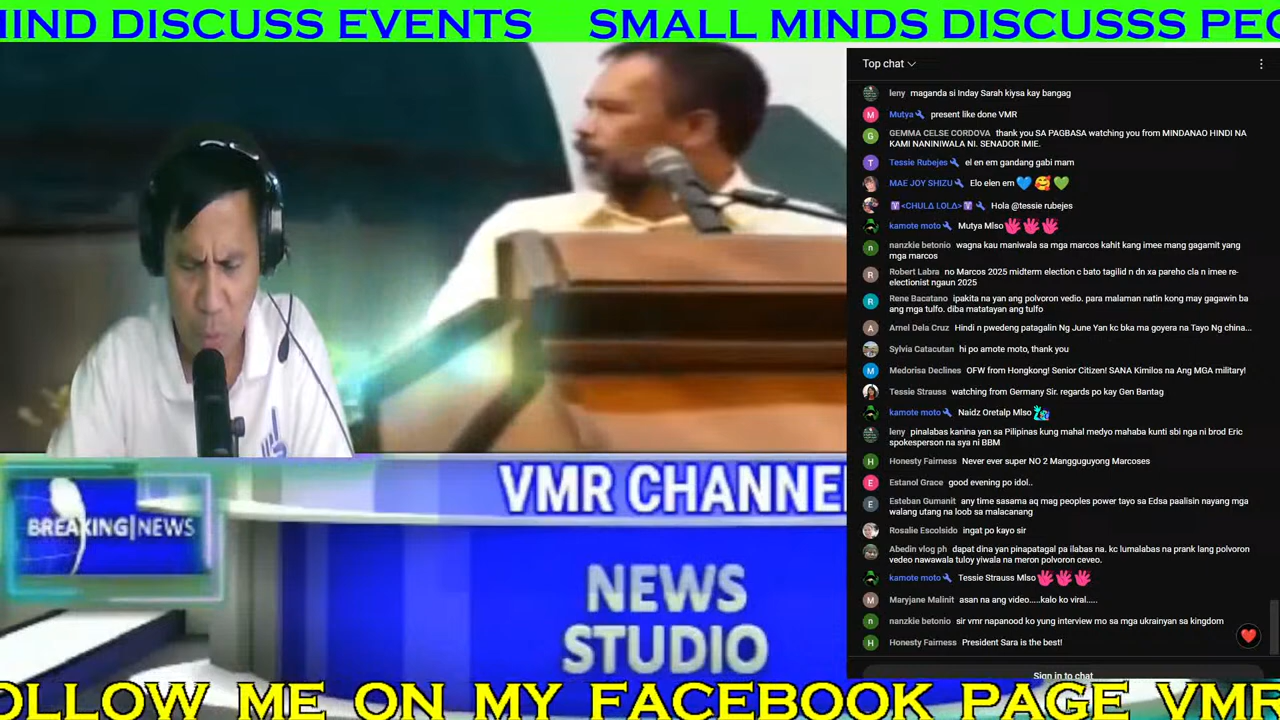 IND DISCUSS EVENTS SMALL MINDS DISCUSSS PEO
Top chat
leny maganda si Inday Sarah kiysa kay bangag
M Mutya present like done VMR
G GEMMA CELSE CORDOVA thank you SA PAGBASA watching you from MINDANAO HINDI NA
KAMI NANINIWALA NI. SENADOR IMIE.
T Tessie Rubejes el en em gandang gabi mam
MAE JOY SHIZU Elo elen em
V <CHULA LOLA> V Hola @tessie rubejes
kamote moto Mutya Mlso
n nanzkie betonio wagna kau maniwala sa mga marcos kahit kang imee mang gagamit yang
mga marcos
R Robert Labra no Marcos 2025 midterm election c bato tagilid n dn xa pareho cla n imee re-
electionist ngaun 2025
R Rene Bacatano ipakita na yan ang polvoron vedio. para malaman natin kong may gagawin ba
ang mga tulfo. diba matatayan ang tulfo
A Arnel Dela Cruz Hindi n pwedeng patagalin Ng June Yan kc bka ma goyera na Tayo Ng china...
Sylvia Catacutan hi po amote moto, thank you
M Medorisa Declines OFW from Hongkong! Senior Citizen! SANA Kimilos na Ang MGA military!
Tessie Strauss watching from Germany Sir. regards po kay Gen Bantag
kamote moto Naidz Oretalp Mlso
leny pinalabas kanina yan sa Pilipinas kung mahal medyo mahaba kunti sbi nga ni brod Eric
spokesperson na sya ni BBM
H Honesty Fairness Never ever super NO 2 Mangguguyong Marcoses
E Estanol Grace good evening po idol..
E Esteban Gumanit any time sasama aq mag peoples power tayo sa Edsa paalisin nayang mga
walang utang na loob sa malacanang
Rosalie Escolsido ingat po kayo sir
Abedin vlog ph dapat dina yan pinapatagal pa ilabas na. kc lumalabas na prank lang polvoron
vedeo nawawala tuloy yiwala na meron polvoron ceveo.
kamote moto Tessie Strauss Mlso
M Maryjane Malinit asan na ang video.....kalo ko viral.....
n nanzkie betonio sir vmr napanood ko yung interview mo sa mga ukrainyan sa kingdom
H Honesty Fairness President Sara is the best!
Sign in to chat
VMR CHANNE
BREAKING|NEWS
NEWS
STUDIO
OLLOW ME ON MY FACEBOOK PAGE VMR